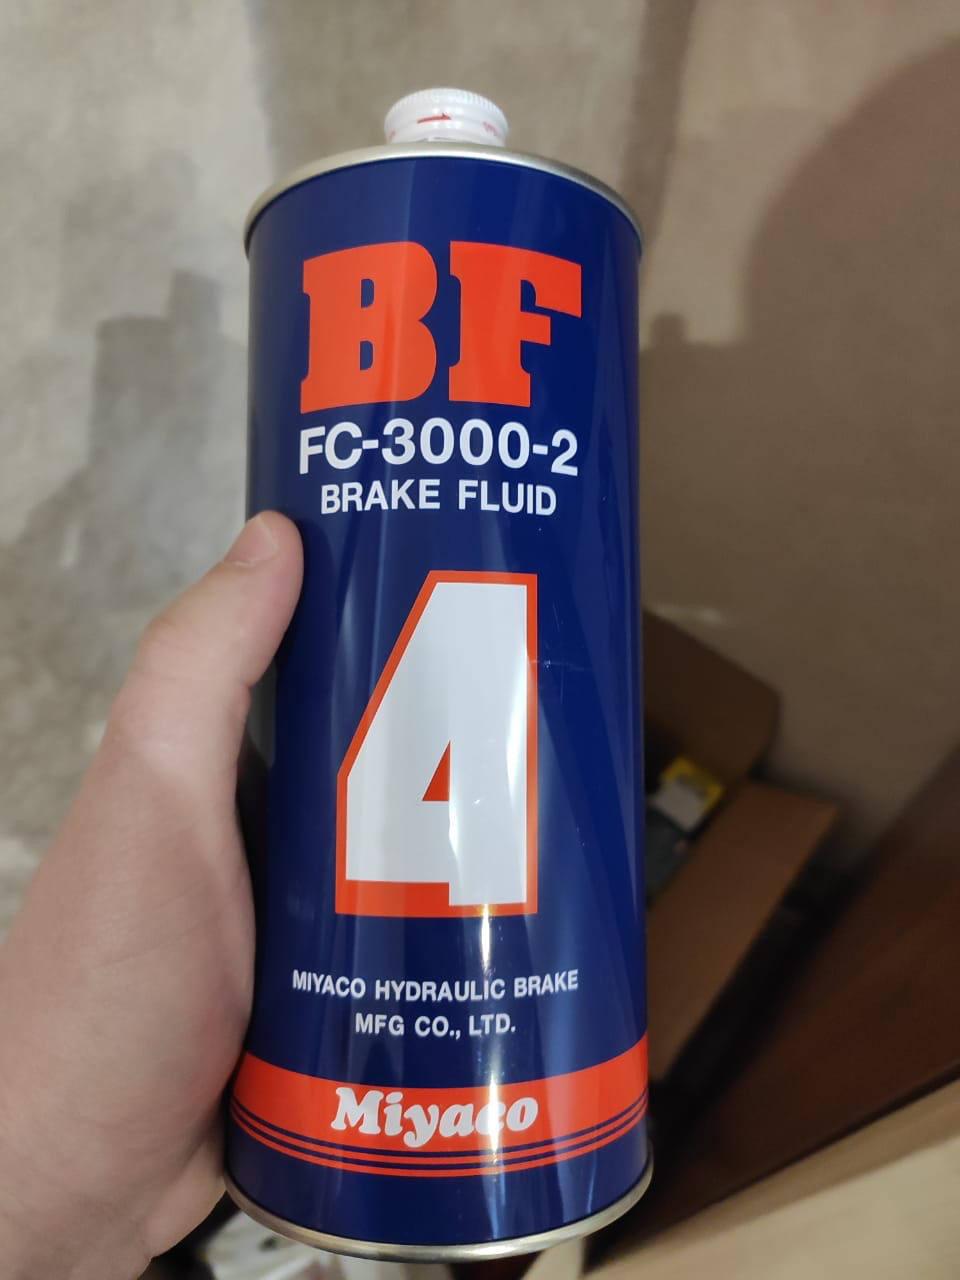 BF
FC-3000-2
BRAKE FLUID
4
MIYACO HYDRAULIC BRAKE
MFG CO., LTD.
Miyaco